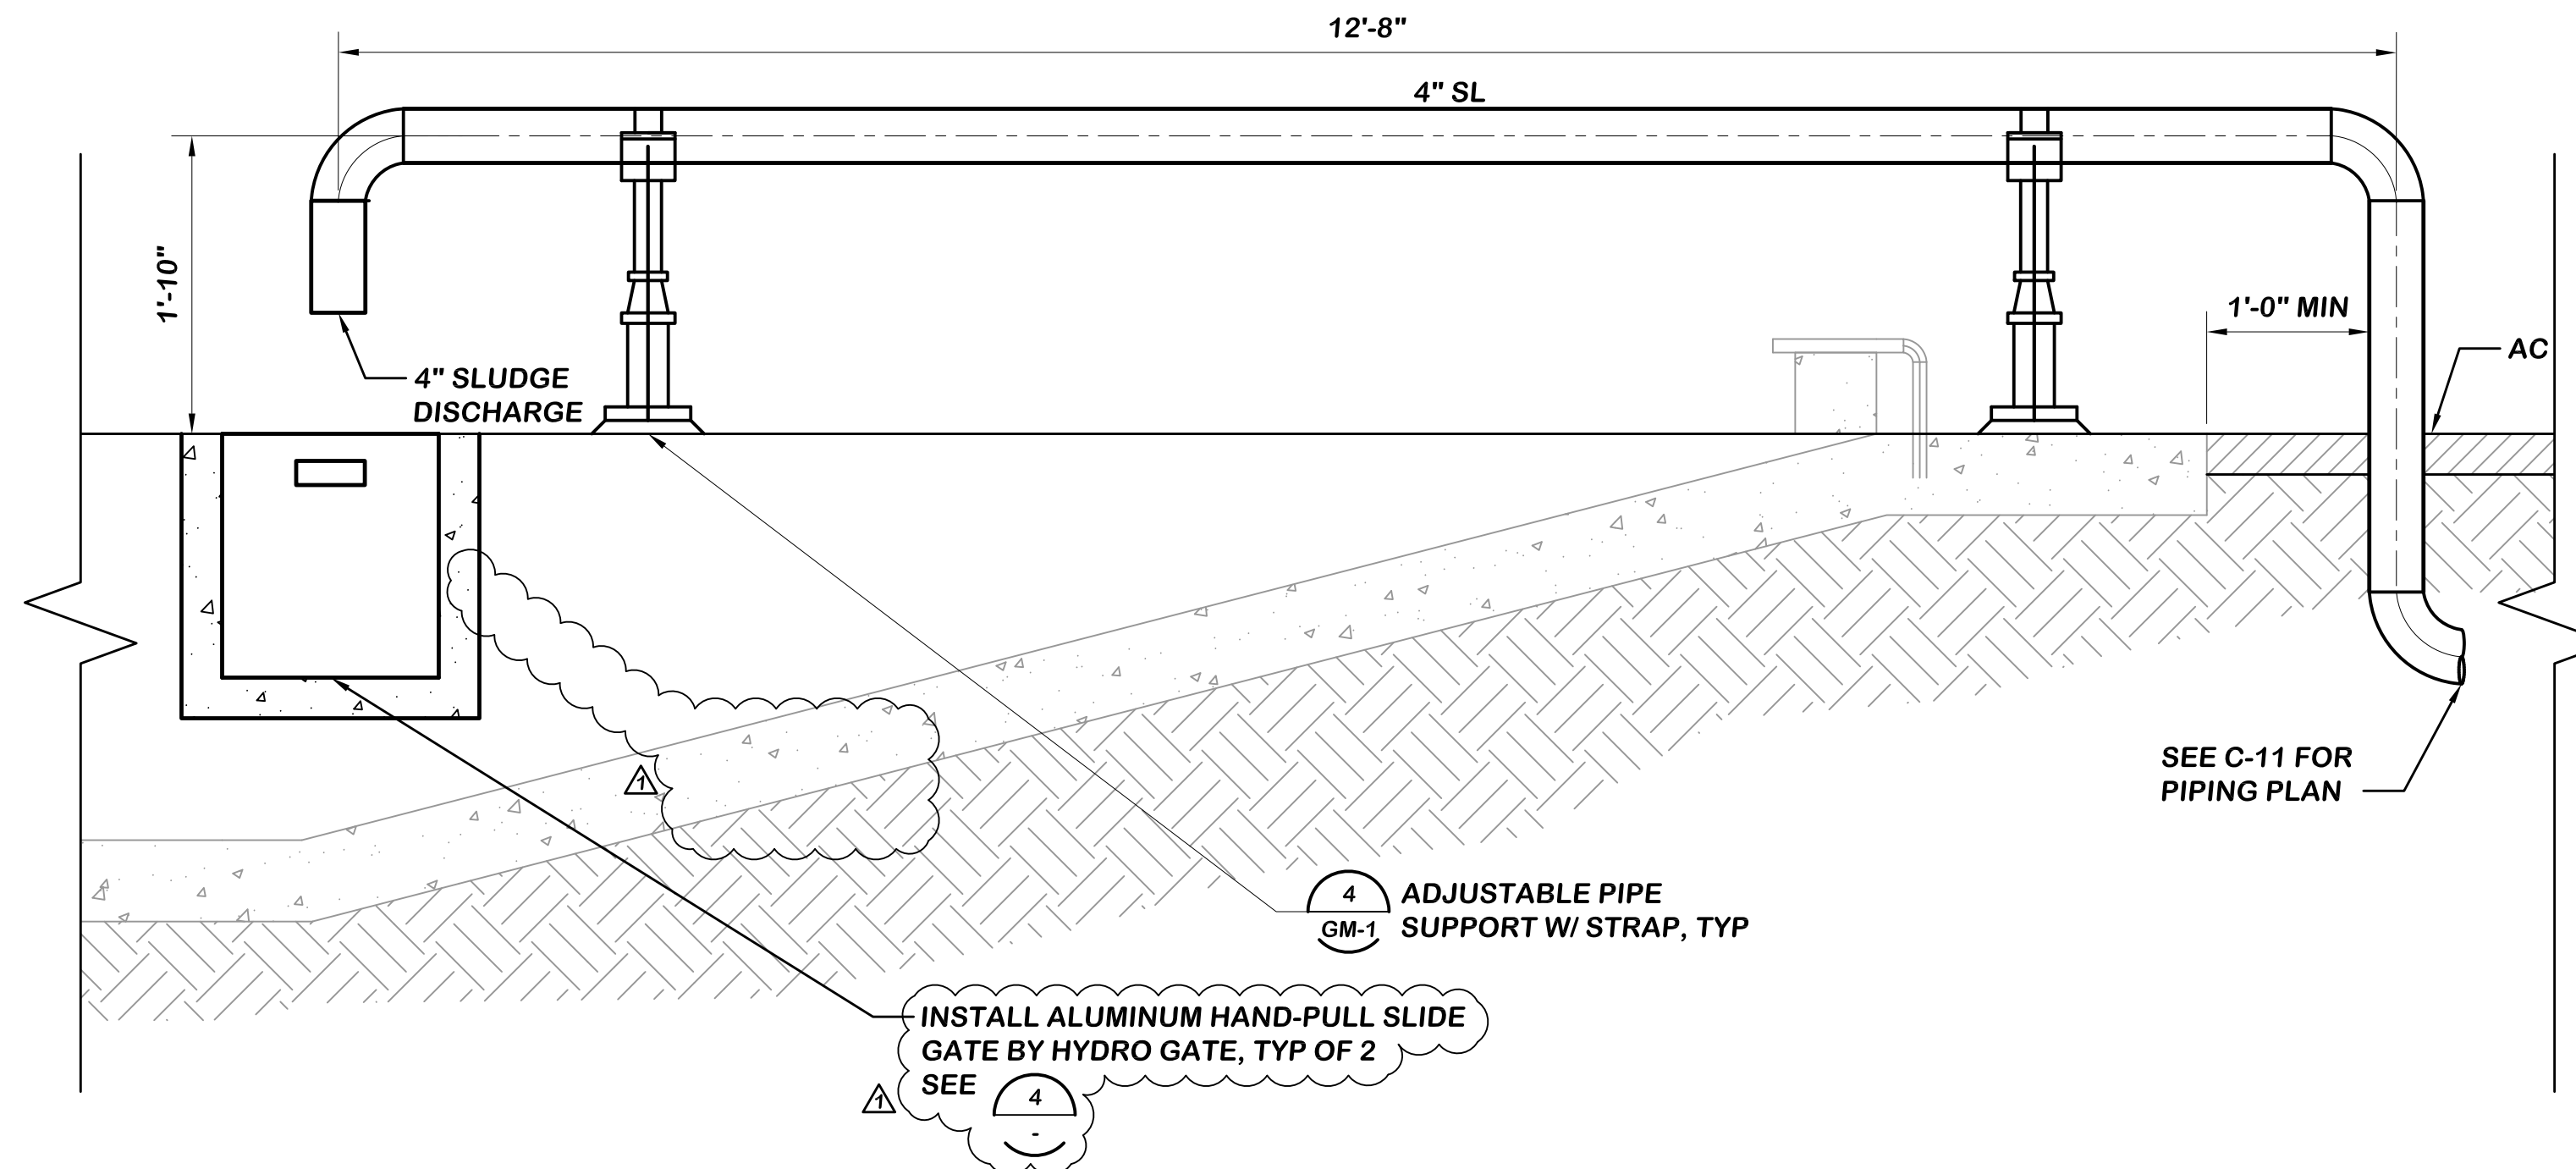 12'-8"
4" SL
1'-10"
1'-0" MIN
AC
4" SLUDGE
DISCHARGE
SEE C-11 FOR
PIPING PLAN
1
4
GM-1
ADJUSTABLE PIPE
SUPPORT W/ STRAP, TYP
INSTALL ALUMINUM HAND-PULL SLIDE
GATE BY HYDRO GATE, TYP OF 2
SEE
4
-
1